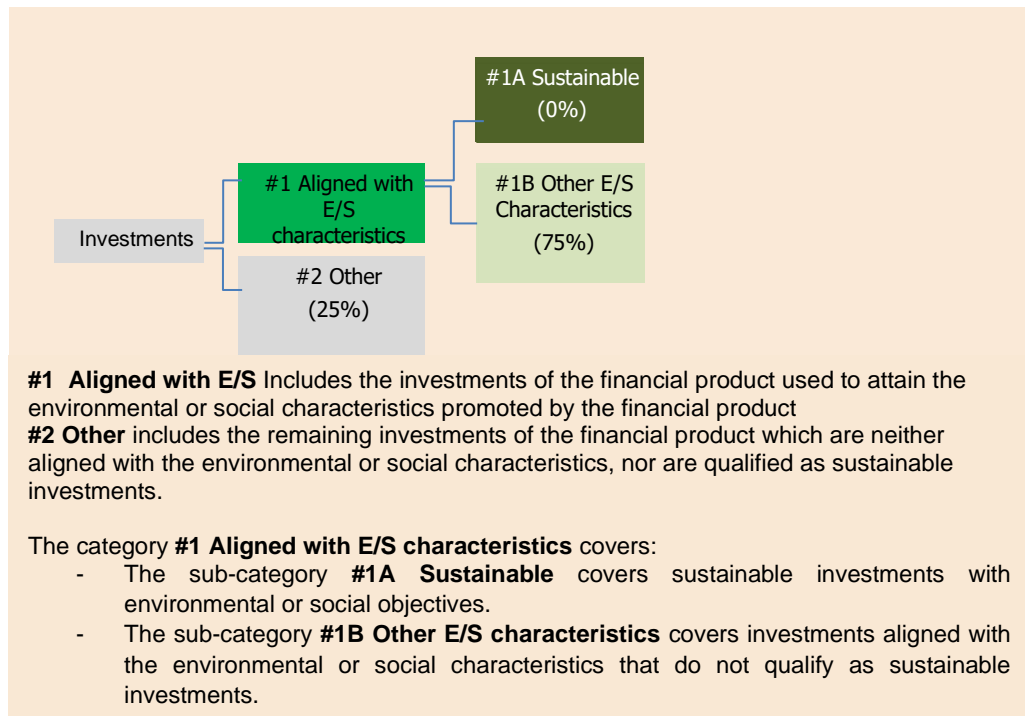 #1A Sustainable
(0%)
#1 Aligned with
E/S
characteristics
#1B Other E/S
Characteristics
(75%)
Investments
#2 Other
(25%)
#1 Aligned with E/S Includes the investments of the financial product used to attain the
environmental or social characteristics promoted by the financial product
#2 Other includes the remaining investments of the financial product which are neither
aligned with the environmental or social characteristics, nor are qualified as sustainable
investments.
The category #1 Aligned with E/S characteristics covers:
- The sub-category #1A Sustainable covers sustainable investments with
environmental or social objectives.
- The sub-category #1B Other E/S characteristics covers investments aligned with
the environmental or social characteristics that do not qualify as sustainable
investments.